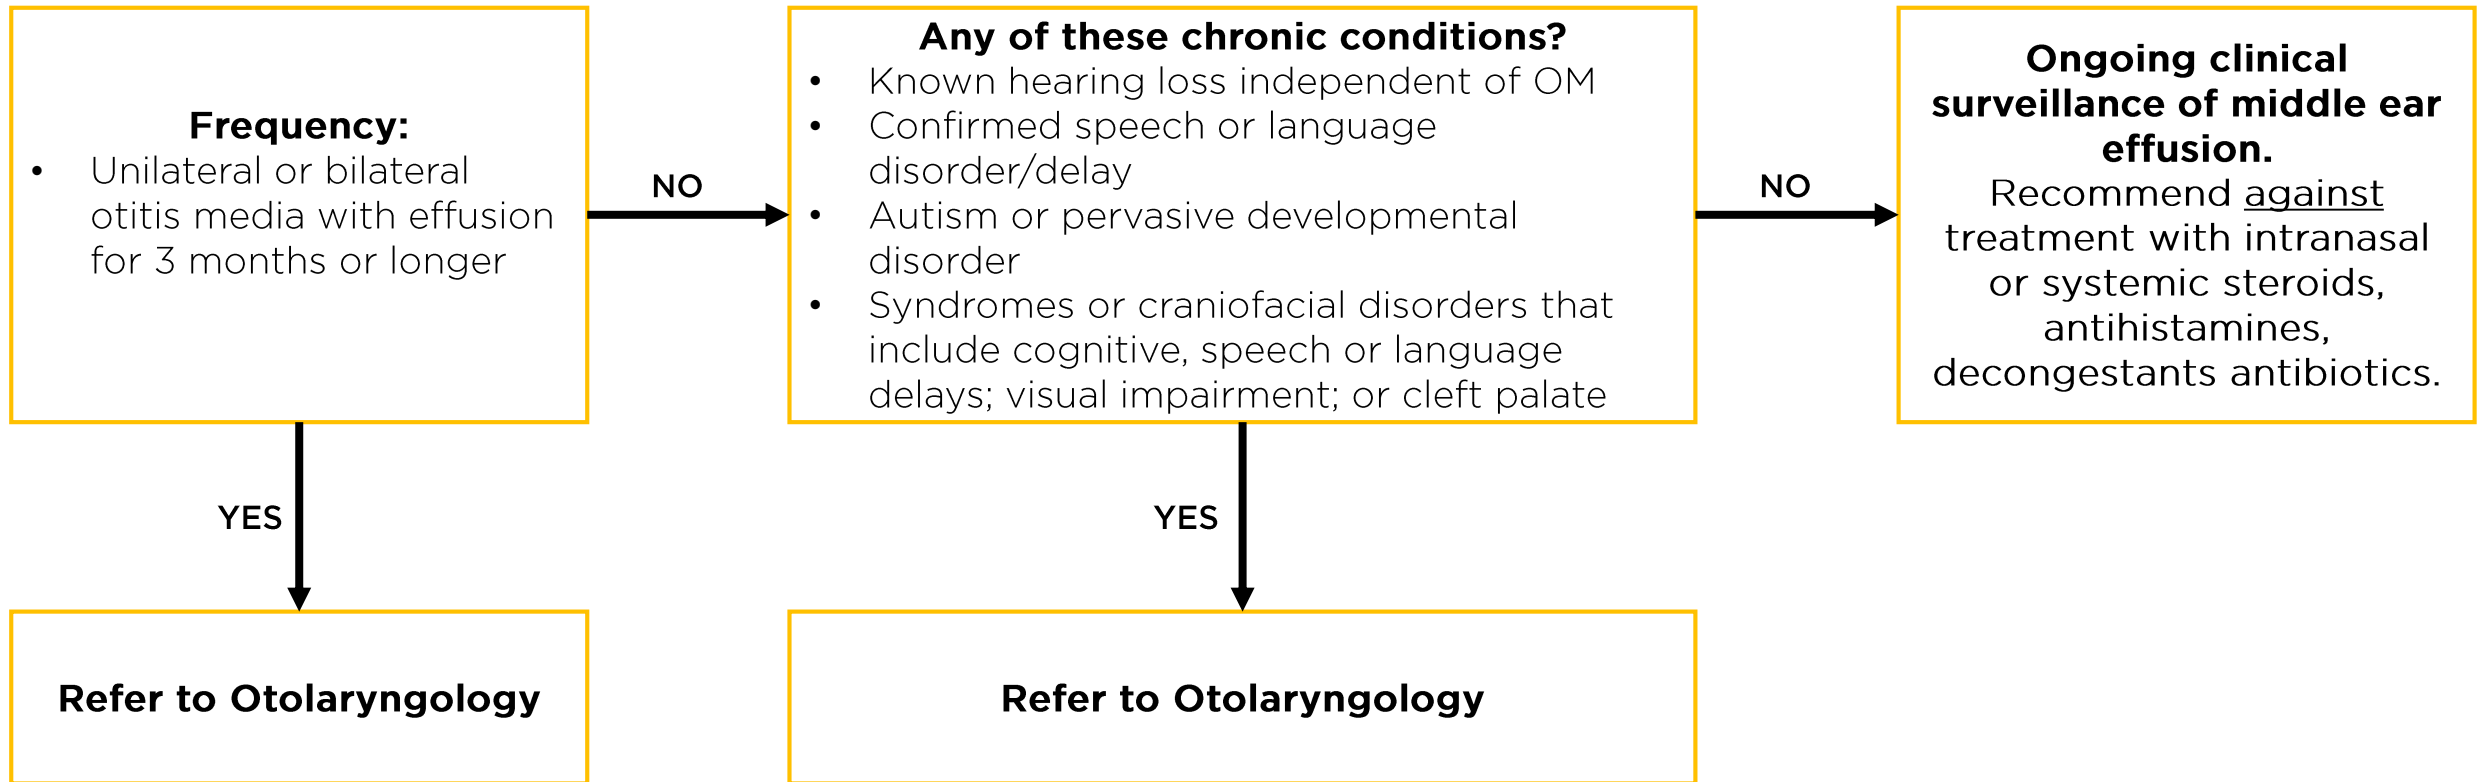 Frequency:
• Unilateral or bilateral
otitis media with effusion
for 3 months or longer
NO
Any of these chronic conditions?
• Known hearing loss independent of OM
• Confirmed speech or language
disorder/delay
• Autism or pervasive developmental
disorder
• Syndromes or craniofacial disorders that
include cognitive, speech or language
delays; visual impairment; or cleft palate
NO
Ongoing clinical
surveillance of middle ear
effusion.
Recommend against
treatment with intranasal
or systemic steroids,
antihistamines,
decongestants antibiotics.
YES
YES
Refer to Otolaryngology
Refer to Otolaryngology